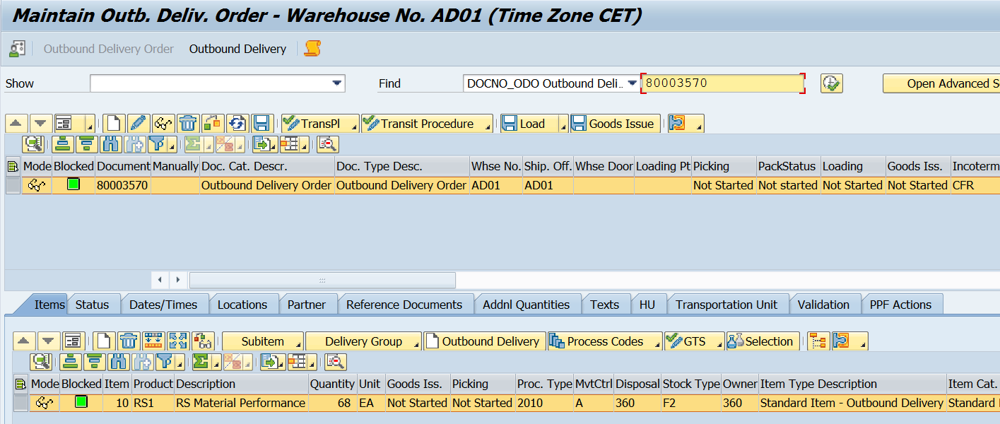 Maintain Outb. Deliv. Order - Warehouse No. AD01 (Time Zone CET)
Outbound Delivery Order Outbound Delivery
Show Find DOCNO_ODO Outbound Deli... 80003570 Open Advanced S
TransPl Transit Procedure Load Goods Issue
Mode Blocked Document Manually Doc. Cat. Descr. Doc. Type Desc. Whse No. Ship. Off. Whse Door Loading Pt Picking PackStatus Loading Goods Iss. Incoterm
80003570 Outbound Delivery Order Outbound Delivery Order AD01 AD01 Not Started Not started Not Started Not Started CFR
Items Status Dates/Times Locations Partner Reference Documents Addnl Quantities Texts HU Transportation Unit Validation PPF Actions
Subitem Delivery Group Outbound Delivery Process Codes GTS Selection
Mode Blocked Item Product Description Quantity Unit Goods Iss. Picking Proc. Type MvtCtrl Disposal Stock Type Owner Item Type Description Item Cat.
10 RS1 RS Material Performance 68 EA Not Started Not Started 2010 A 360 F2 360 Standard Item - Outbound Delivery Standard